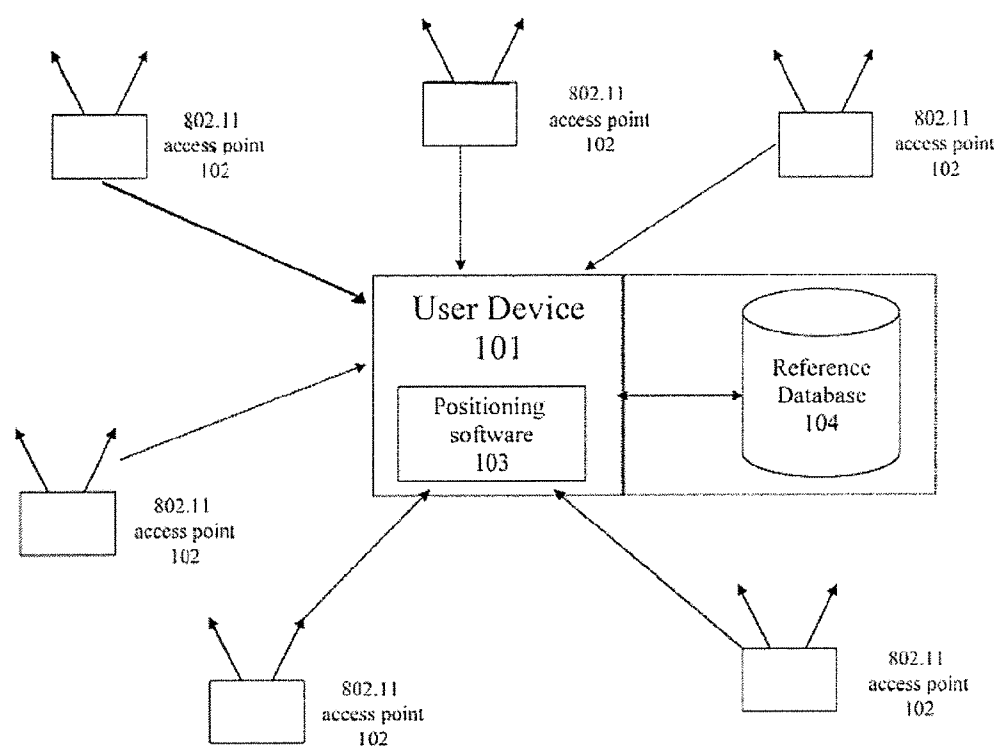 802.11
access point
102
802.11
access point
102
802.11
access point
102
User Device
101
Positioning
software
103
Reference
Database
104
802.11
access point
102
802.11
access point
102
802.11
access point
102